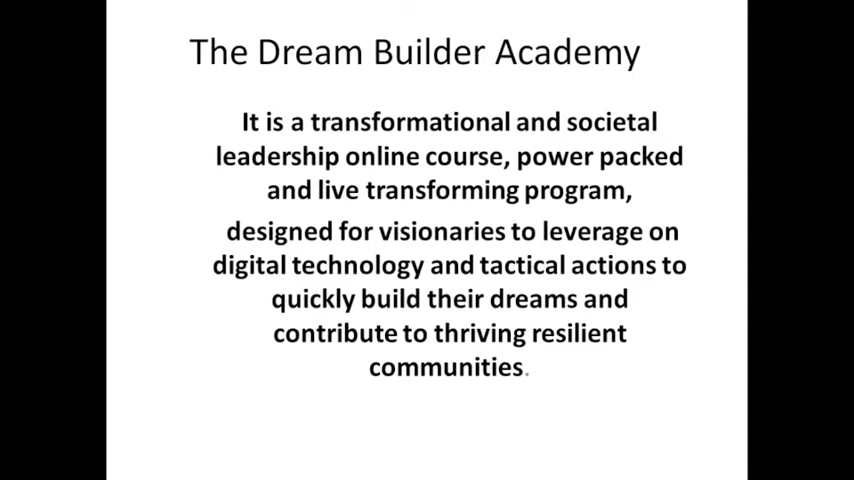 The Dream Builder Academy
It is a transformational and societal
leadership online course, power packed
and live transforming program,
designed for visionaries to leverage on
digital technology and tactical actions to
quickly build their dreams and
contribute to thriving resilient
communities.